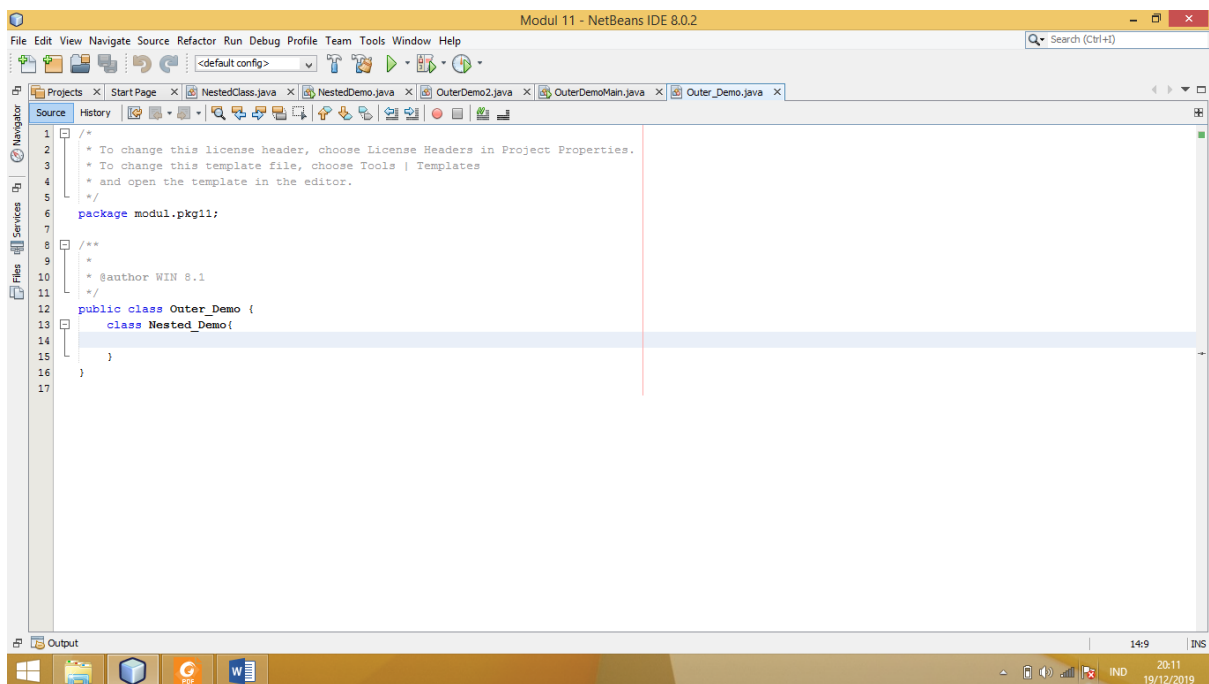 Modul 11 - NetBeans IDE 8.0.2
File Edit View Navigate Source Refactor Run Debug Profile Team Tools Window Help
Search (Ctrl+I)
<default config>
Projects Start Page NestedClass.java NestedDemo.java OuterDemo2.java OuterDemoMain.java Outer_Demo.java
Source History
Navigator
Services
Files
1 /*
2 * To change this license header, choose License Headers in Project Properties.
3 * To change this template file, choose Tools | Templates
4 * and open the template in the editor.
5 */
6 package modul.pkg11;
7
8 /**
9 *
10 * @author WIN 8.1
11 */
12 public class Outer_Demo {
13 class Nested_Demo{
14
15 }
16 }
17
Output
14:9 INS
PDF
W
IND
20:11
19/12/2019